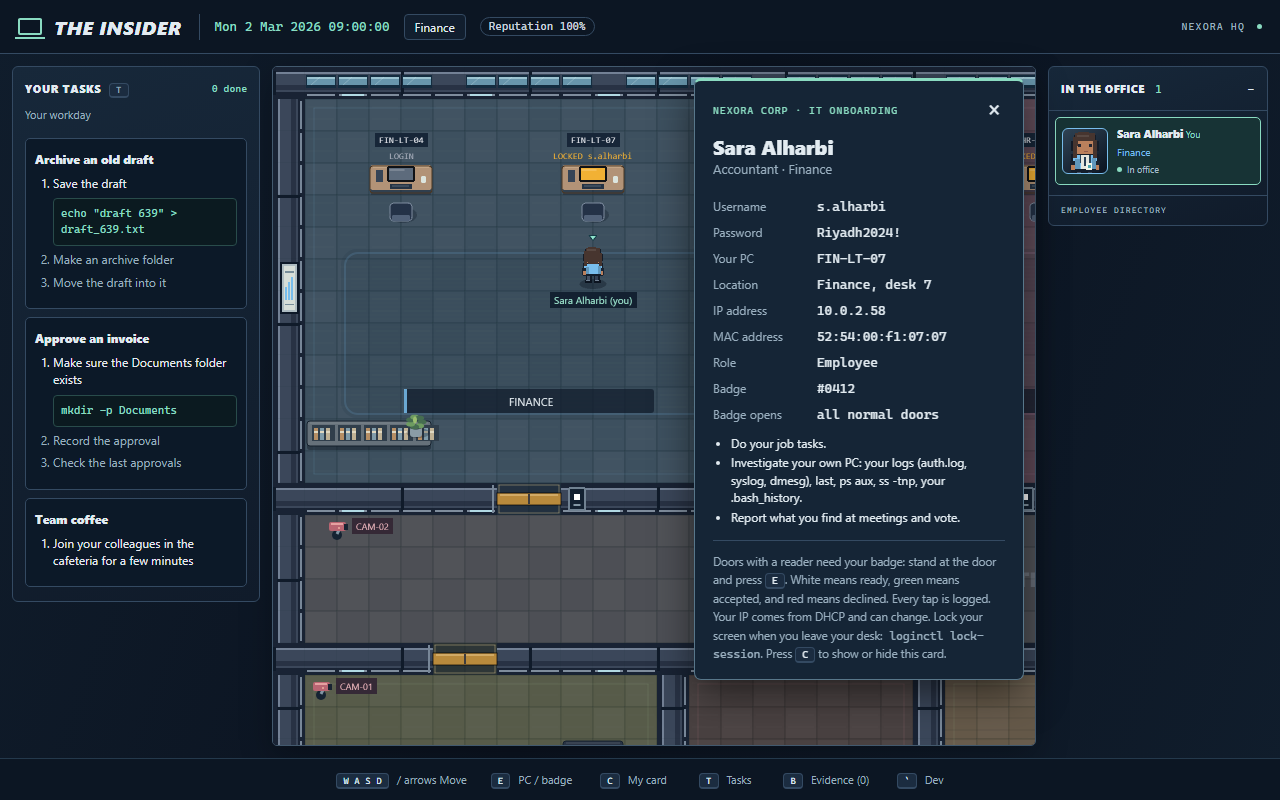 THE INSIDER
Mon 2 Mar 2026 09:00:00
Finance
Reputation 100%
NEXORA HQ
YOUR TASKS T
0 done
Your workday
Archive an old draft
1. Save the draft
echo "draft 639" >
draft_639.txt
2. Make an archive folder
3. Move the draft into it
Approve an invoice
1. Make sure the Documents folder
exists
mkdir -p Documents
2. Record the approval
3. Check the last approvals
Team coffee
1. Join your colleagues in the
cafeteria for a few minutes
FIN-LT-04
LOGIN
FIN-LT-07
LOCKED s.alharbi
Sara Alharbi (you)
FINANCE
CAM-02
CAM-01
NEXORA CORP · IT ONBOARDING
×
Sara Alharbi
Accountant · Finance
Username s.alharbi
Password Riyadh2024!
Your PC FIN-LT-07
Location Finance, desk 7
IP address 10.0.2.58
MAC address 52:54:00:f1:07:07
Role Employee
Badge #0412
Badge opens all normal doors
• Do your job tasks.
• Investigate your own PC: your logs (auth.log,
syslog, dmesg), last, ps aux, ss -tnp, your
.bash_history.
• Report what you find at meetings and vote.
Doors with a reader need your badge: stand at the door
and press E. White means ready, green means
accepted, and red means declined. Every tap is logged.
Your IP comes from DHCP and can change. Lock your
screen when you leave your desk: loginctl lock-
session. Press C to show or hide this card.
IN THE OFFICE 1
−
Sara Alharbi You
Finance
In office
EMPLOYEE DIRECTORY
W A S D / arrows Move
E PC / badge
C My card
T Tasks
B Evidence (0)
` Dev